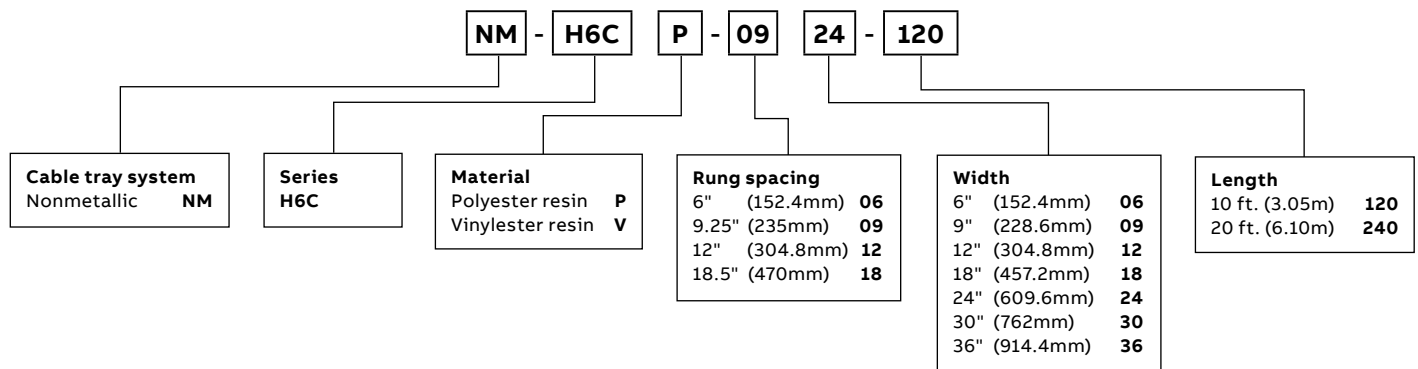 NM - H6C P - 09 24 - 120
Cable tray system
Nonmetallic NM
Series
H6C
Material
Polyester resin P
Vinylester resin V
Rung spacing
6" (152.4mm) 06
9.25" (235mm) 09
12" (304.8mm) 12
18.5" (470mm) 18
Width
6" (152.4mm) 06
9" (228.6mm) 09
12" (304.8mm) 12
18" (457.2mm) 18
24" (609.6mm) 24
30" (762mm) 30
36" (914.4mm) 36
Length
10 ft. (3.05m) 120
20 ft. (6.10m) 240